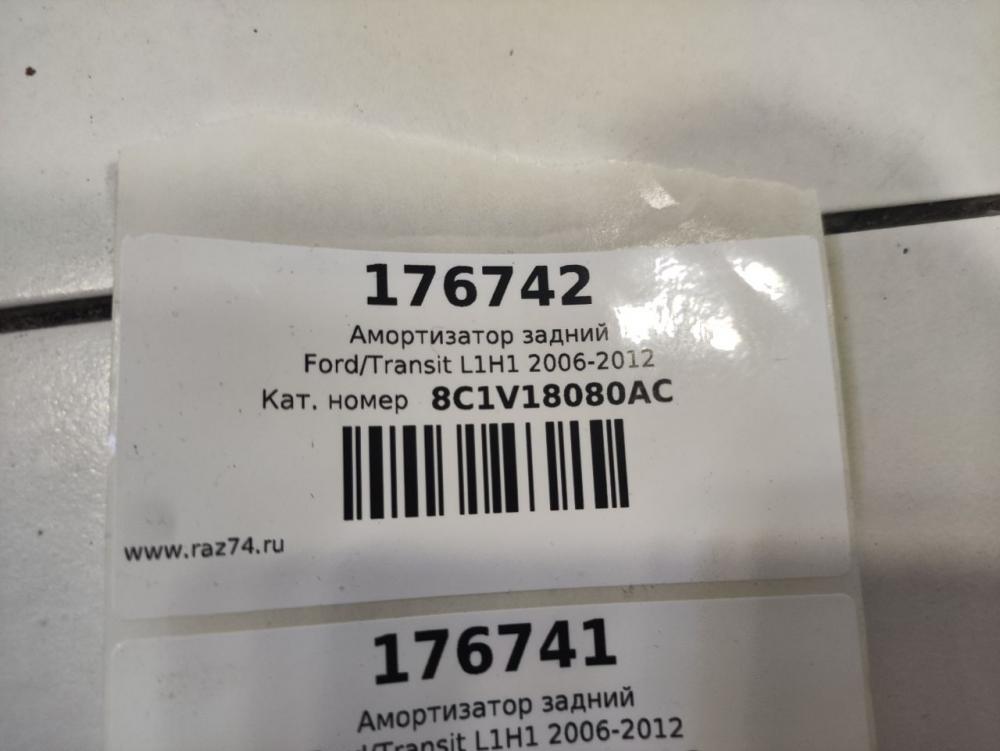 176742
Амортизатор задний
Ford/Transit L1H1 2006-2012
Кат. номер 8C1V18080AC
www.raz74.ru
176741
Амортизатор задний
Ford/Transit L1H1 2006-2012